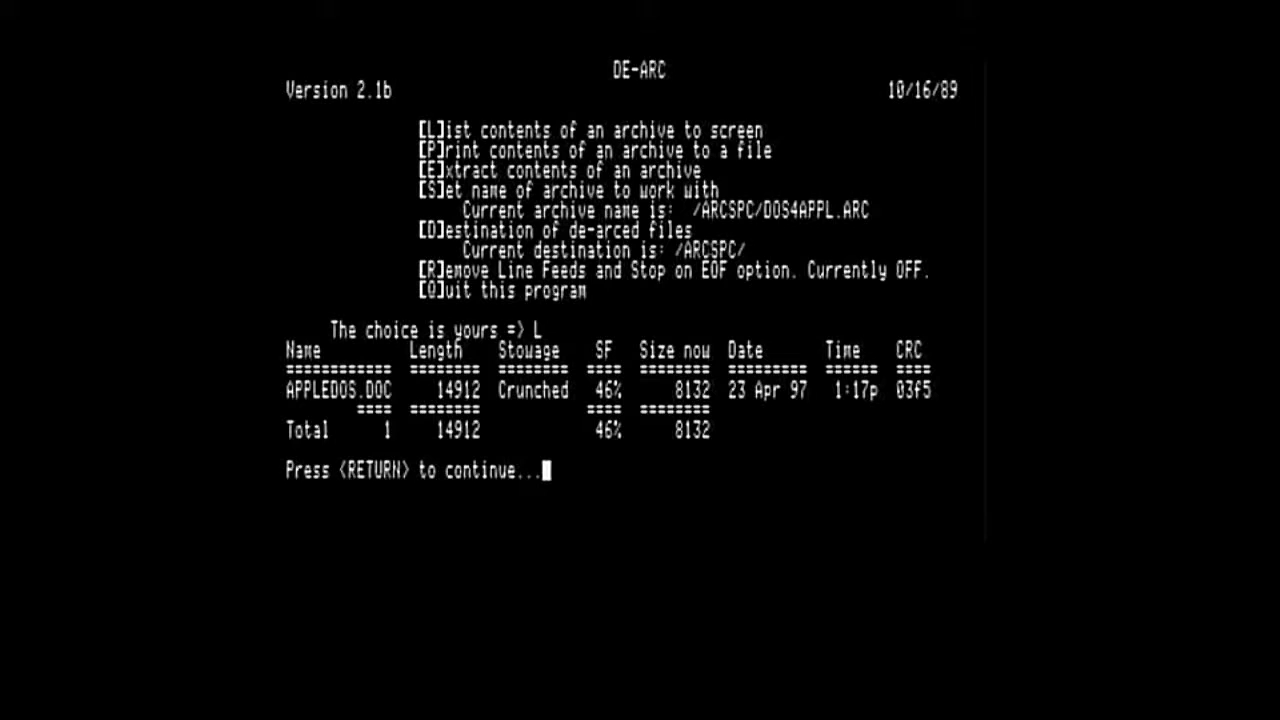 DE-ARC
Version 2.1b 10/16/89
[L]ist contents of an archive to screen
[P]rint contents of an archive to a file
[E]xtract contents of an archive
[S]et name of archive to work with
Current archive name is: /ARCSPC/DOS4APPL.ARC
[D]estination of de-arced files
Current destination is: /ARCSPC/
[R]emove Line Feeds and Stop on EOF option. Currently OFF.
[Q]uit this program
The choice is yours => L
Name Length Stowage SF Size now Date Time CRC
============ ======== ======== ==== ======== ========= ====== ====
APPLEDOS.DOC 14912 Crunched 46% 8132 23 Apr 97 1:17p 03f5
==== ======== ==== ========
Total 1 14912 46% 8132
Press <RETURN> to continue...